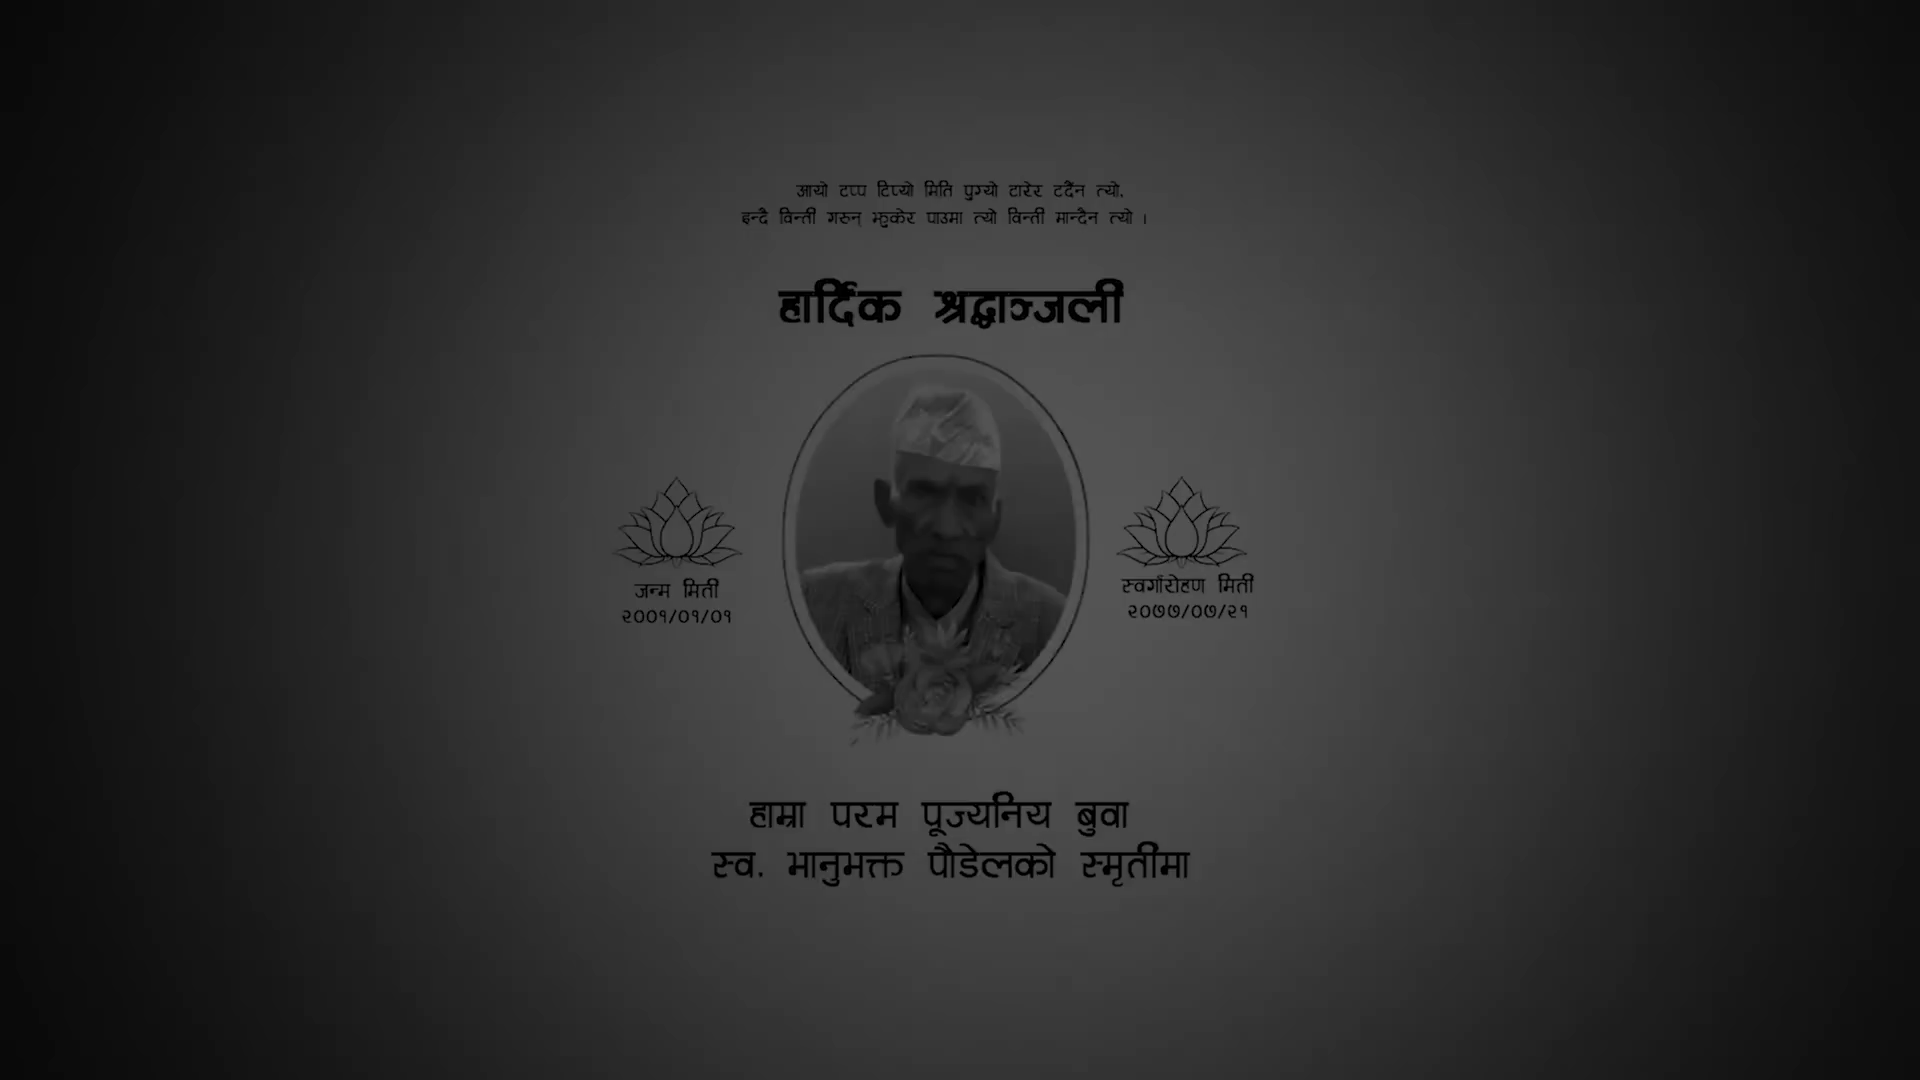 आयो टप्प टिप्यो मिति पुग्यो टारेर टर्दैन त्यो,
इन्दै विन्ती गरुन् झुकेर पाउमा त्यो विन्ती मान्दैन त्यो ।
हार्दिक श्रद्धाञ्जली
जन्म मिती
२००१/०१/०१
स्वर्गारोहण मिती
२०७७/०७/२१
हाम्रा परम पूज्यनिय बुवा
स्व. भानुभक्त पौडेलको स्मृतीमा